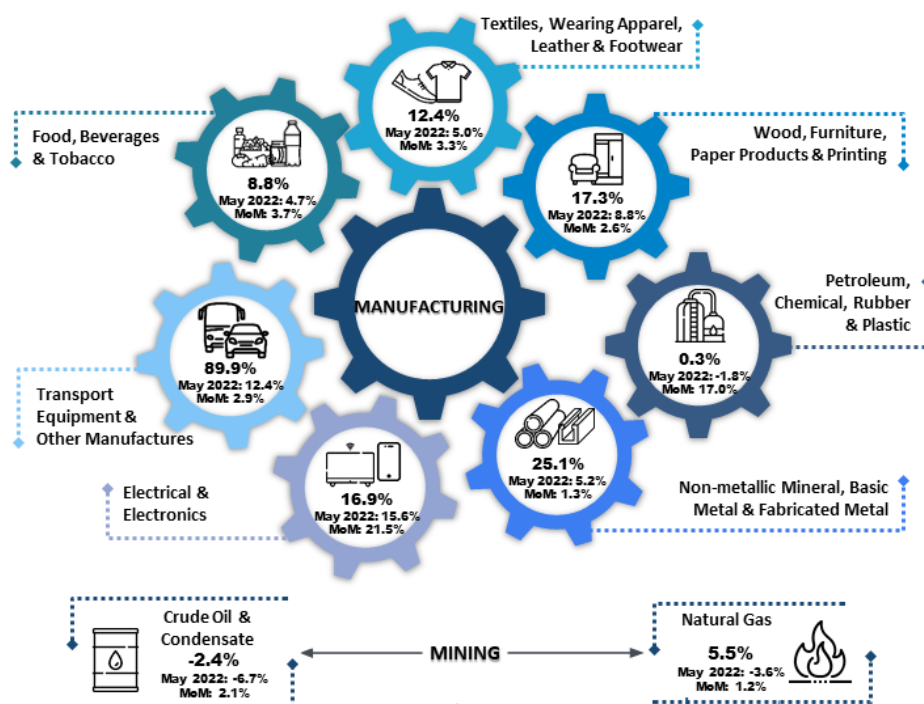 Textiles, Wearing Apparel,
Leather & Footwear
12.4%
May 2022: 5.0%
MoM: 3.3%
Food, Beverages
& Tobacco
8.8%
May 2022: 4.7%
MoM: 3.7%
Wood, Furniture,
Paper Products & Printing
17.3%
May 2022: 8.8%
MoM: 2.6%
MANUFACTURING
Petroleum,
Chemical, Rubber
& Plastic
0.3%
May 2022: -1.8%
MoM: 17.0%
89.9%
May 2022: 12.4%
MoM: 2.9%
Transport
Equipment &
Other Manufactures
25.1%
May 2022: 5.2%
MoM: 1.3%
Non-metallic Mineral, Basic
Metal & Fabricated Metal
Electrical &
Electronics
16.9%
May 2022: 15.6%
MoM: 21.5%
Crude Oil &
Condensate
-2.4%
May 2022: -6.7%
MoM: 2.1%
MINING
Natural Gas
5.5%
May 2022: -3.6%
MoM: 1.2%